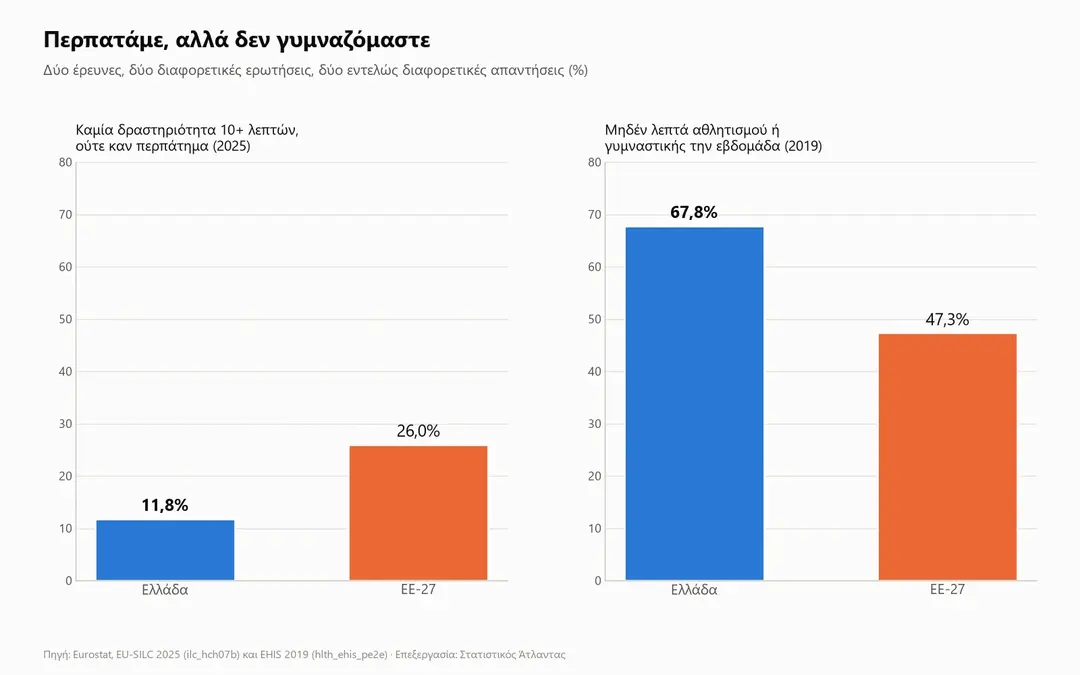 Περπατάμε, αλλά δεν γυμναζόμαστε
Δύο έρευνες, δύο διαφορετικές ερωτήσεις, δύο εντελώς διαφορετικές απαντήσεις (%)
Καμία δραστηριότητα 10+ λεπτών,
ούτε καν περπάτημα (2025)
80
70
60
50
40
30
20
10
0
11,8%
26,0%
Ελλάδα
ΕΕ-27
Μηδέν λεπτά αθλητισμού ή
γυμναστικής την εβδομάδα (2019)
80
70
60
50
40
30
20
10
0
67,8%
47,3%
Ελλάδα
ΕΕ-27
Πηγή: Eurostat, EU-SILC 2025 (ilc_hch07b) και EHIS 2019 (hlth_ehis_pe2e) · Επεξεργασία: Στατιστικός Άτλαντας